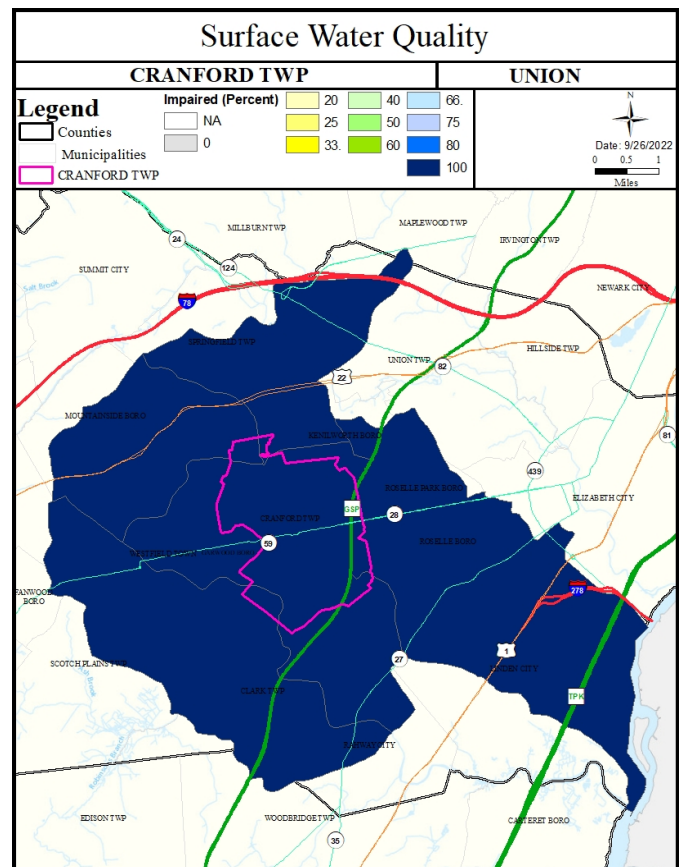 Surface Water Quality
CRANFORD TWP
UNION
Legend
Counties
Municipalities
CRANFORD TWP
Impaired (Percent)
NA
0
20
25
33.
40
50
60
66.
75
80
100
N
Date: 9/26/2022
0 0.5 1
Miles
MILLBURN TWP
MAPLEWOOD TWP
IRVINGTON TWP
24
124
SUMMIT CITY
Salt Brook
NEWARK CITY
78
SPRINGFIELD TWP
HILLSIDE TWP
UNION TWP
82
22
MOUNTAINSIDE BORO
KENILWORTH BORO
81
439
ROSELLE PARK BORO
ELIZABETH CITY
GSP
28
CRANFORD TWP
59
ROSELLE BORO
FANWOOD
BORO
278
SCOTCH PLAINS TWP
27
1
LINDEN CITY
CLARK TWP
TPK
RAHWAY CITY
EDISON TWP
WOODBRIDGE TWP
CARTERET BORO
35